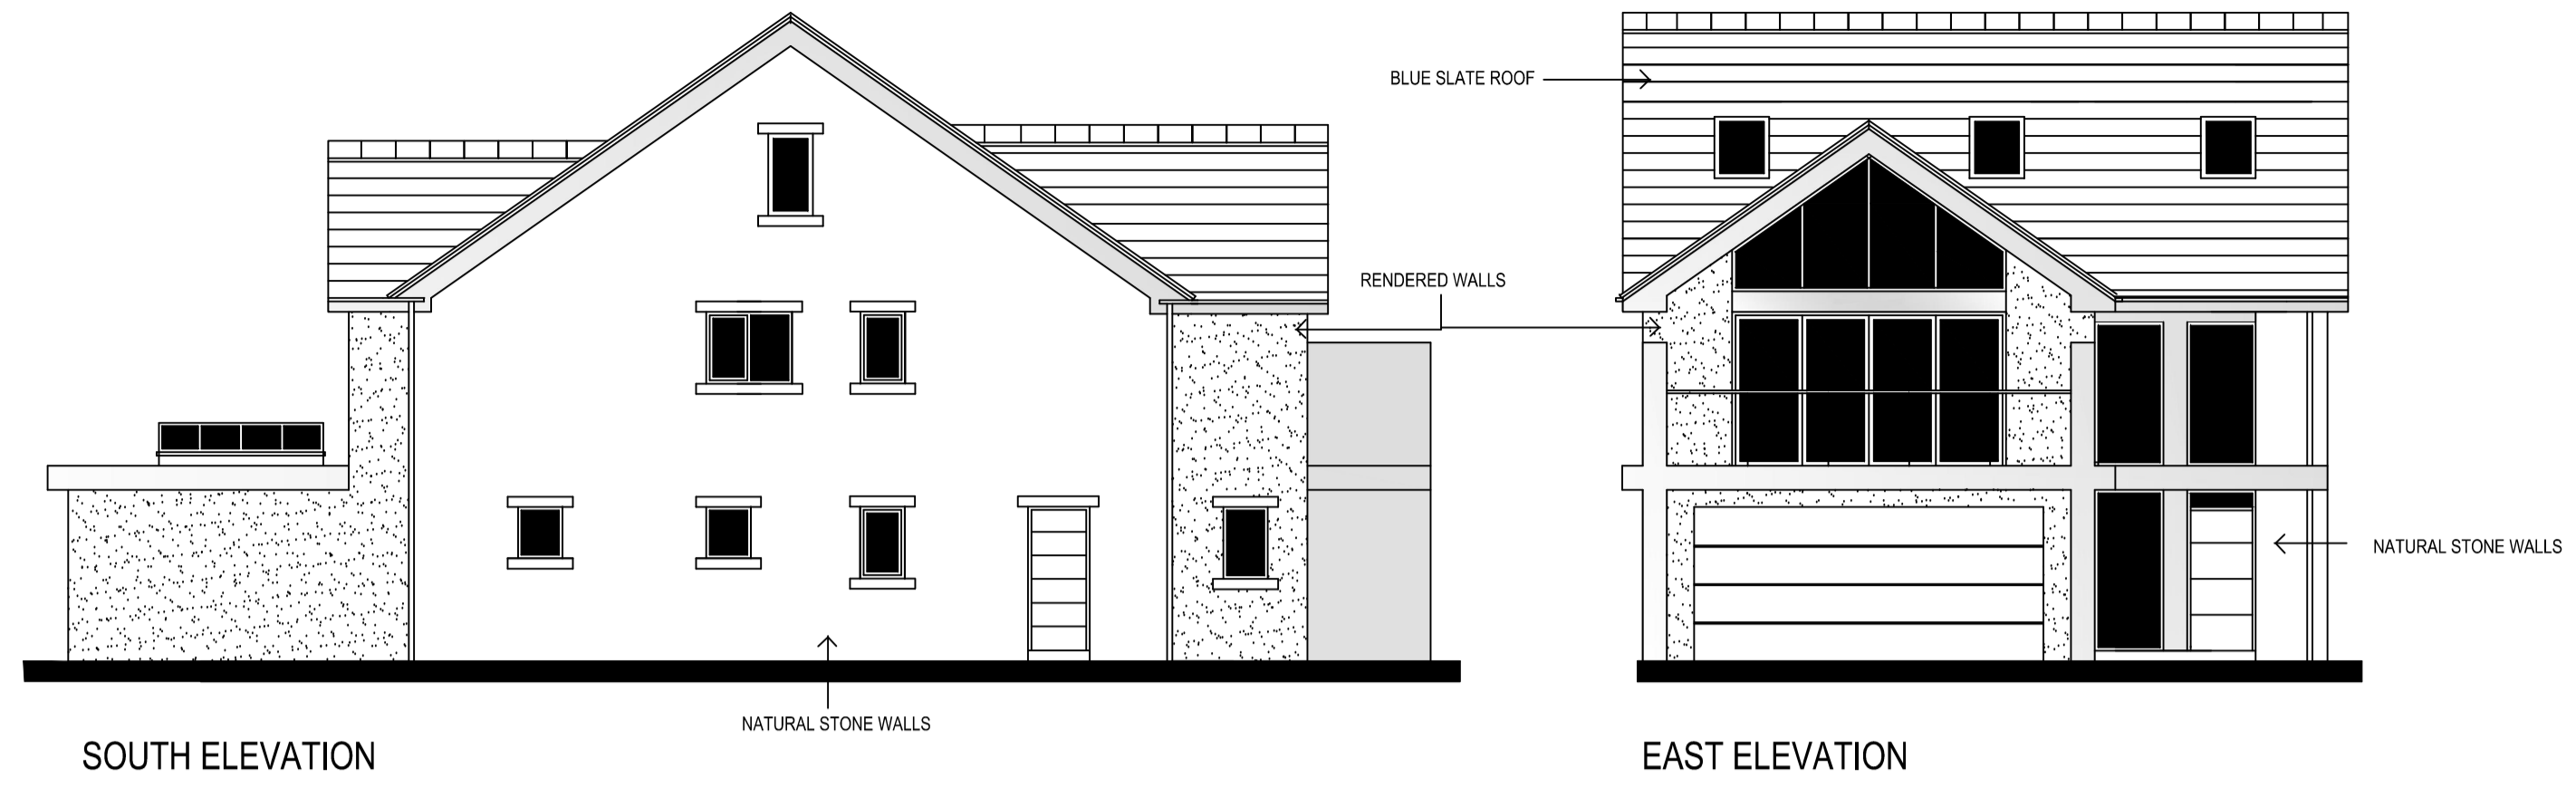 BLUE SLATE ROOF
RENDERED WALLS
NATURAL STONE WALLS
NATURAL STONE WALLS
SOUTH ELEVATION
EAST ELEVATION